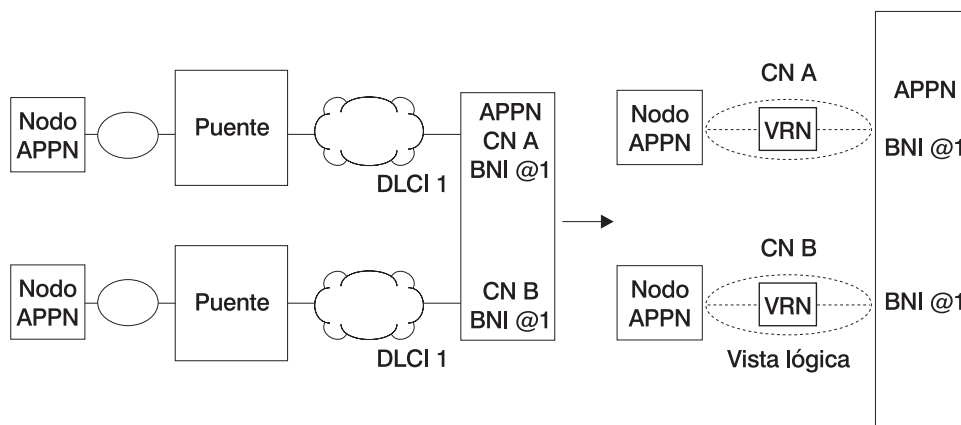 Nodo
APPN
Puente
DLCI 1
APPN
CN A
BNI @1
Nodo
APPN
Puente
DLCI 1
CN B
BNI @1
CN A
Nodo
APPN
VRN
APPN
BNI @1
CN B
Nodo
APPN
VRN
BNI @1
Vista lógica